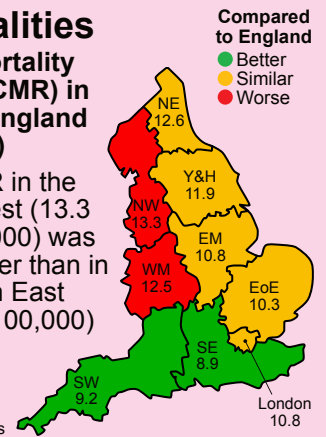 alities
ortality
CMR) in
ngland
)
R in the
est (13.3
000) was
er than in
East
100,000)
s
Compared
to England
Better
Similar
Worse
NE
12.6
Y&H
11.9
NW
13.3
EM
10.8
WM
12.5
EoE
10.3
SE
8.9
SW
9.2
London
10.8